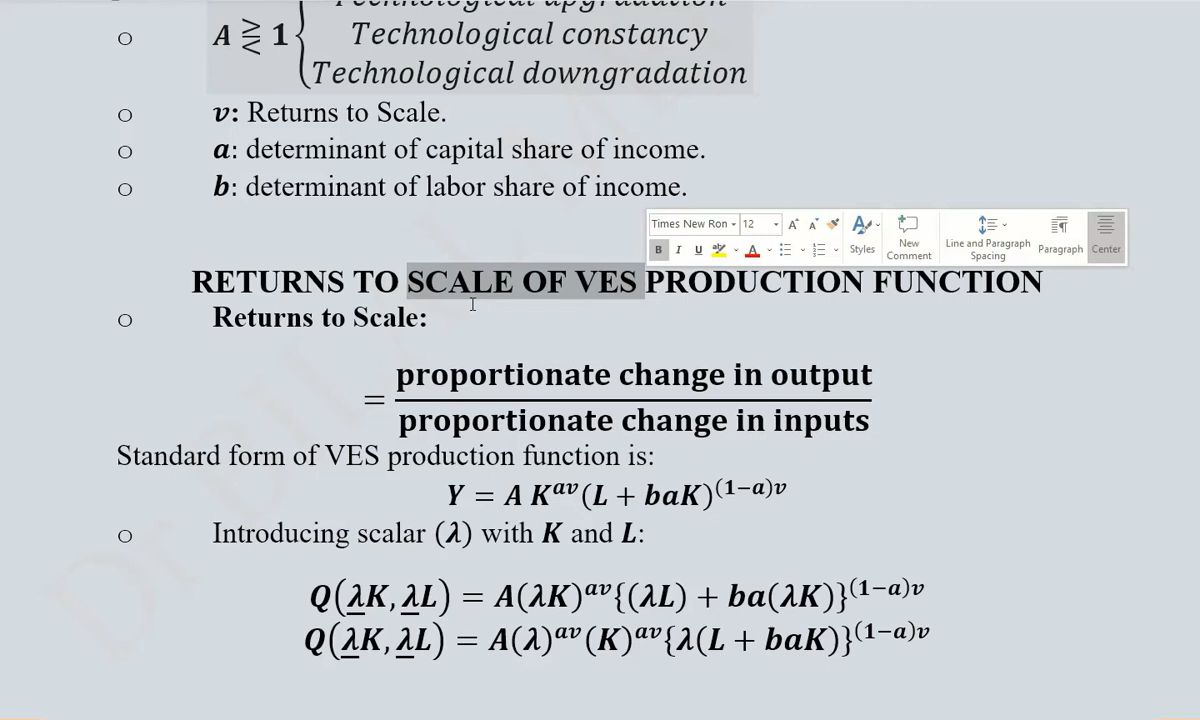 Technological upgradation
A ⋛ 1 { Technological constancy
Technological downgradation
○ v: Returns to Scale.
○ a: determinant of capital share of income.
○ b: determinant of labor share of income.
Times New Ron 12 A A Styles New Comment Line and Paragraph Spacing Paragraph Center
B I U ab A
RETURNS TO SCALE OF VES PRODUCTION FUNCTION
○ Returns to Scale:
= proportionate change in output
proportionate change in inputs
Standard form of VES production function is:
Y = A K^{av}(L + baK)^{(1−a)v}
○ Introducing scalar (λ) with K and L:
Q(λK, λL) = A(λK)^{av}{(λL) + ba(λK)}^{(1−a)v}
Q(λK, λL) = A(λ)^{av}(K)^{av}{λ(L + baK)}^{(1−a)v}